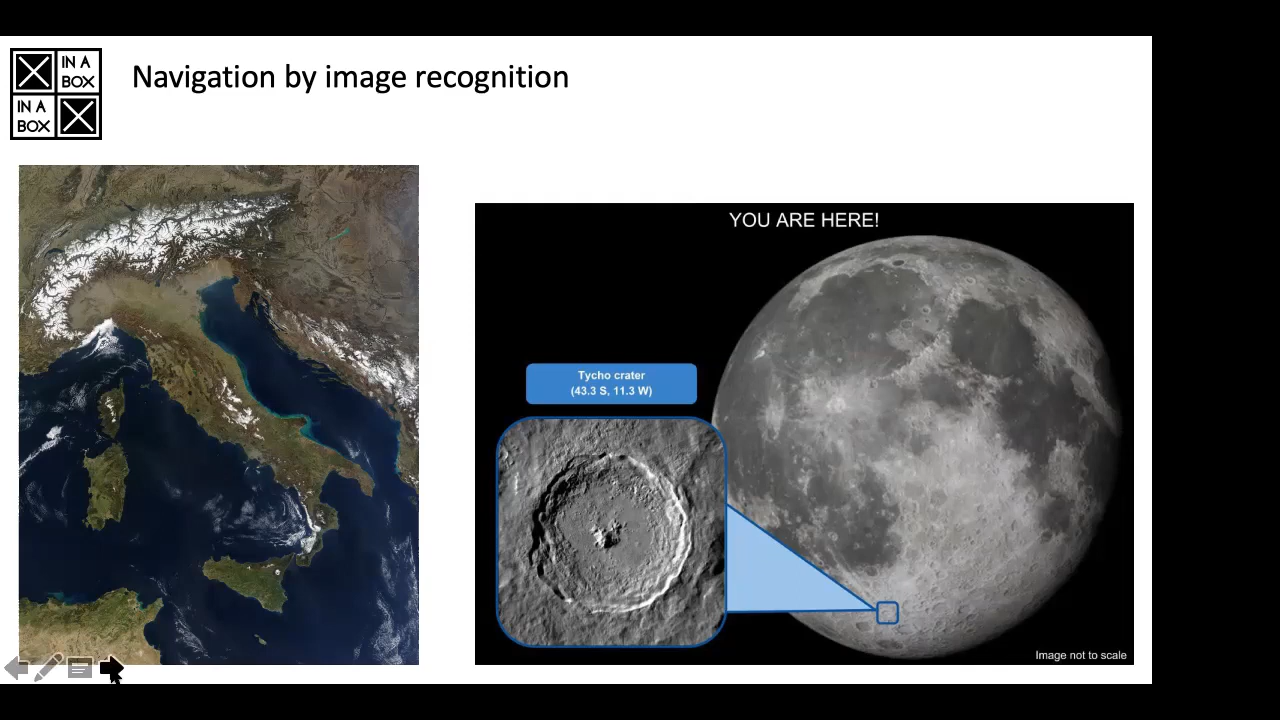 IN A
BOX
IN A
BOX
Navigation by image recognition
YOU ARE HERE!
Tycho crater
(43.3 S, 11.3 W)
Image not to scale